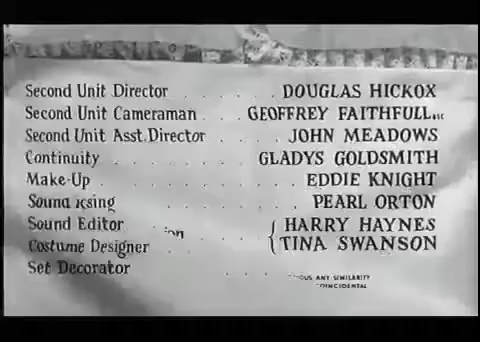 Second Unit Director . . . . . DOUGLAS HICKOX
Second Unit Cameraman . . . GEOFFREY FAITHFULL BSC
Second Unit Asst. Director . . . . JOHN MEADOWS
Continuity . . . . . . . GLADYS GOLDSMITH
Make-Up . . . . . . . EDDIE KNIGHT
PEARL ORTON
Sound Editor HARRY HAYNES
Costume Designer TINA SWANSON
Set Decorator
ANY SIMILARITY
COINCIDENTAL